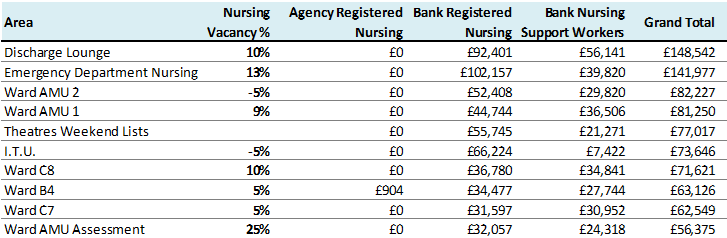 Area Nursing Vacancy % Agency Registered Nursing Bank Registered Nursing Bank Nursing Support Workers Grand Total
Discharge Lounge 10% £0 £92,401 £56,141 £148,542
Emergency Department Nursing 13% £0 £102,157 £39,820 £141,977
Ward AMU 2 -5% £0 £52,408 £29,820 £82,227
Ward AMU 1 9% £0 £44,744 £36,506 £81,250
Theatres Weekend Lists £0 £55,745 £21,271 £77,017
I.T.U. -5% £0 £66,224 £7,422 £73,646
Ward C8 10% £0 £36,780 £34,841 £71,621
Ward B4 5% £904 £34,477 £27,744 £63,126
Ward C7 5% £0 £31,597 £30,952 £62,549
Ward AMU Assessment 25% £0 £32,057 £24,318 £56,375